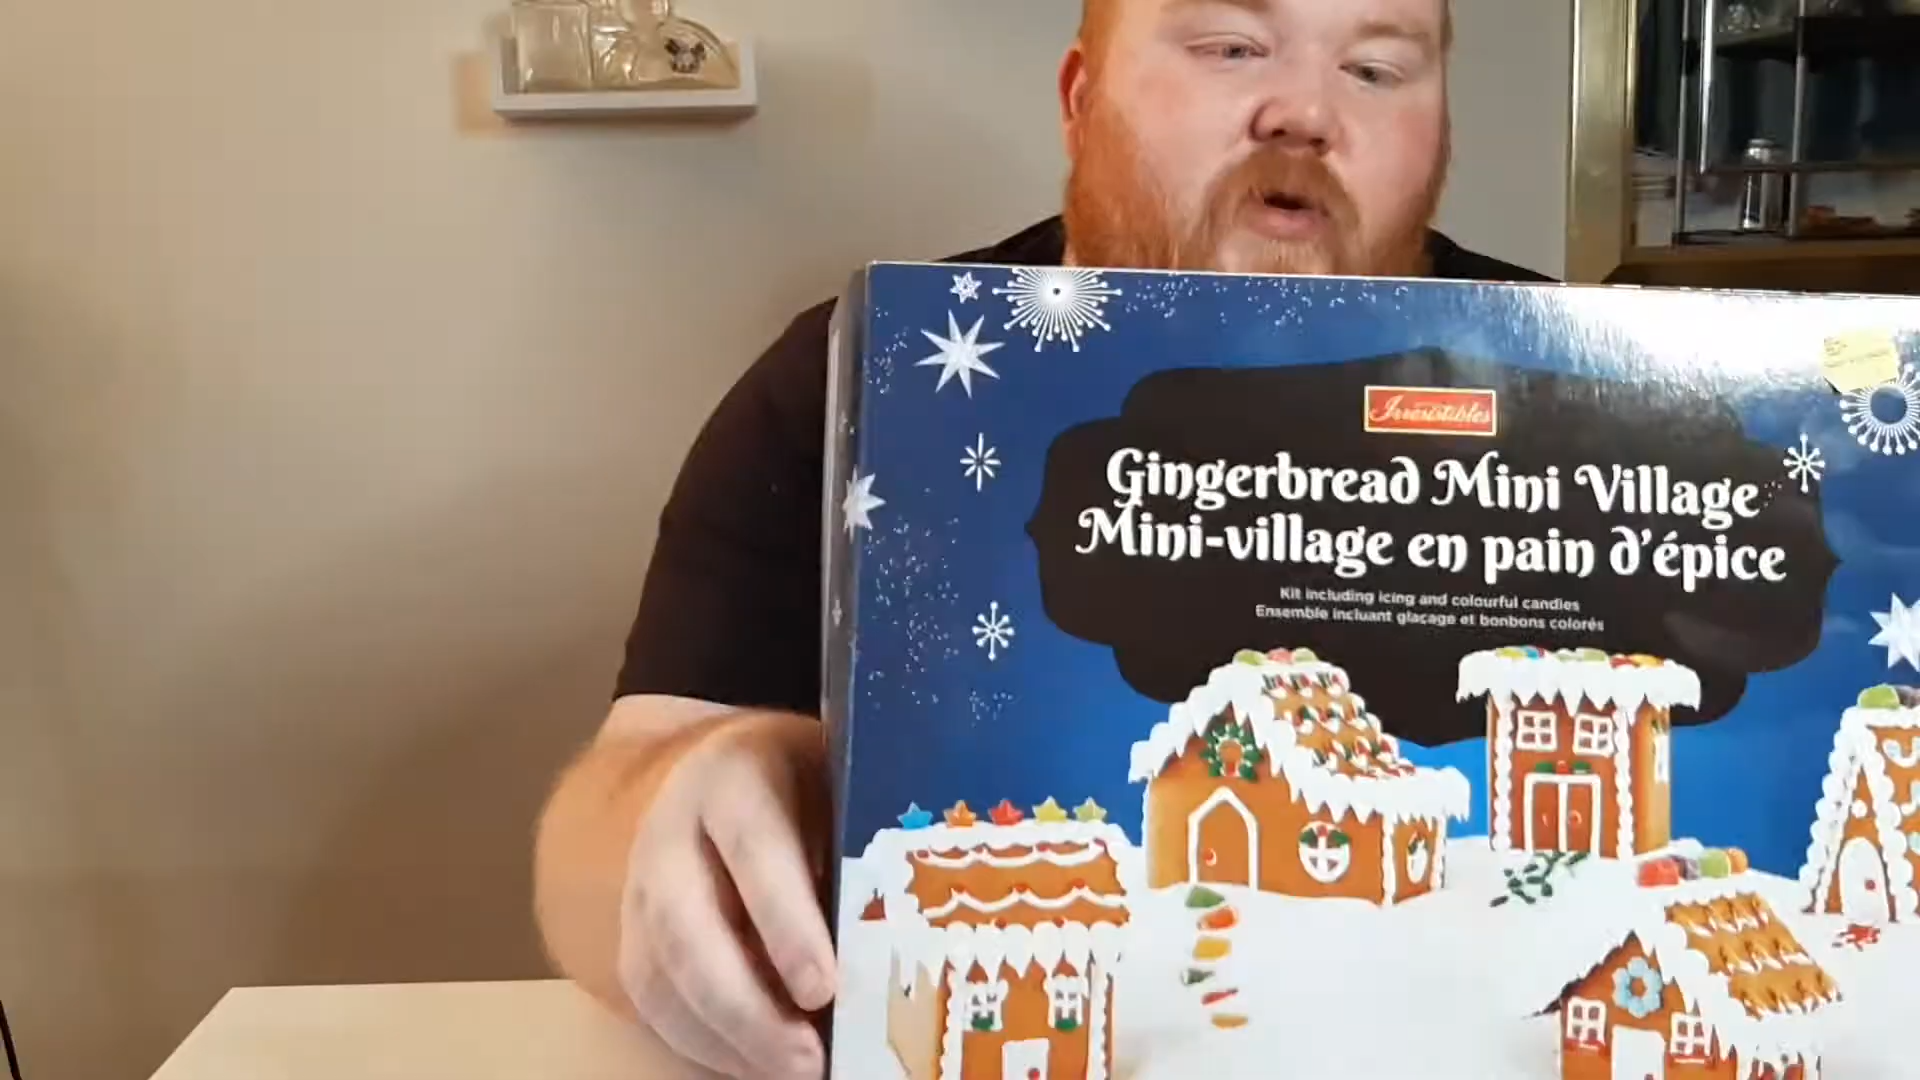 Irresistibles
Gingerbread Mini Village
Mini-village en pain d'épice
Kit including icing and colourful candies
Ensemble incluant glaçage et bonbons colorés